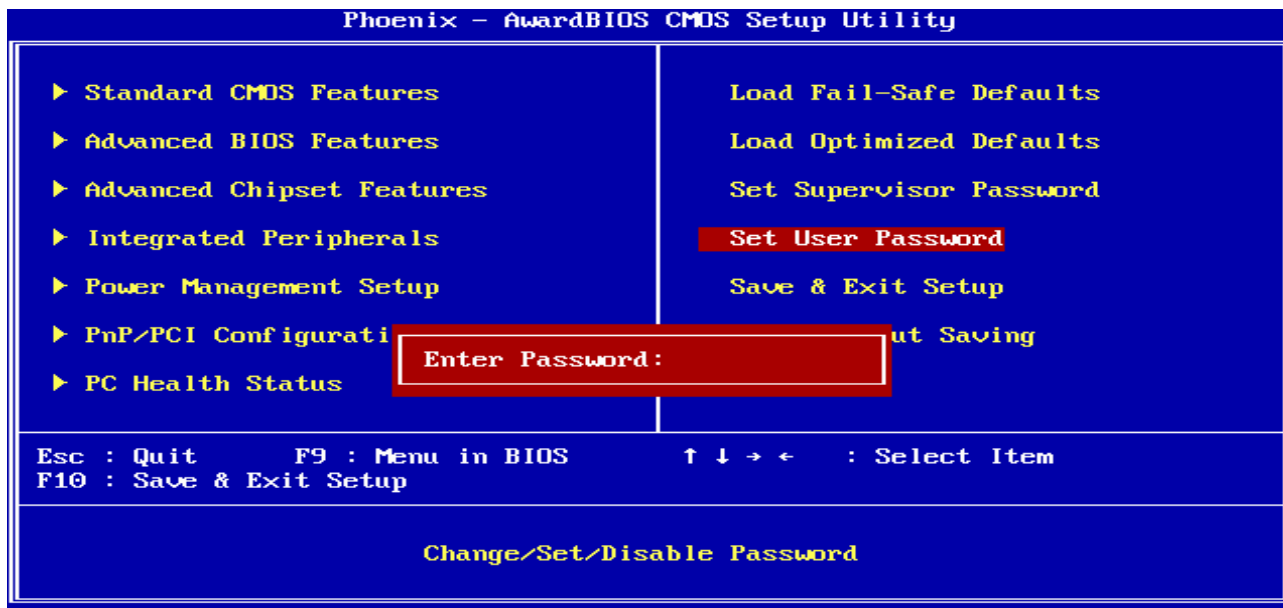 Phoenix - AwardBIOS CMOS Setup Utility
Standard CMOS Features
Advanced BIOS Features
Advanced Chipset Features
Integrated Peripherals
Power Management Setup
PnP/PCI Configurati
PC Health Status
Load Fail-Safe Defaults
Load Optimized Defaults
Set Supervisor Password
Set User Password
Save & Exit Setup
ut Saving
Enter Password:
Esc : Quit F9 : Menu in BIOS ↑ ↓ → ← : Select Item
F10 : Save & Exit Setup
Change/Set/Disable Password